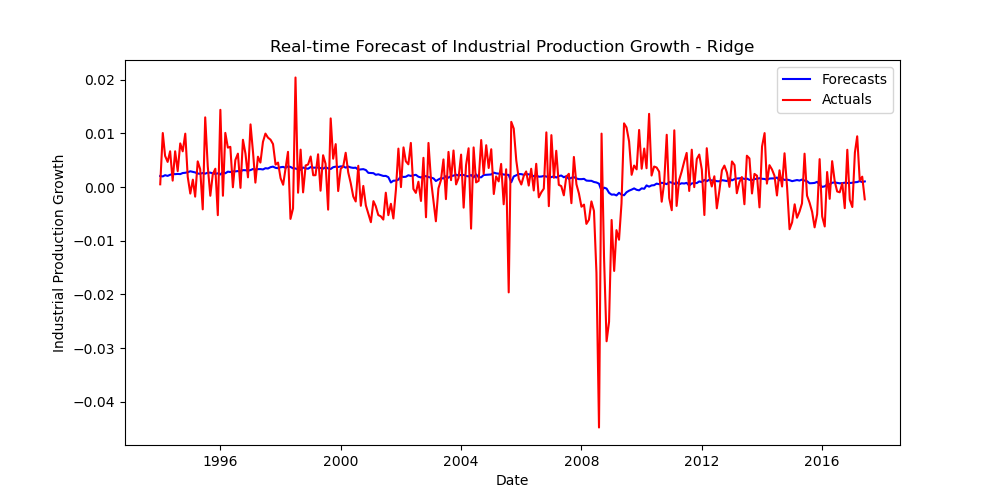 Real-time Forecast of Industrial Production Growth - Ridge
Forecasts
Actuals
Industrial Production Growth
0.02
0.01
0.00
−0.01
−0.02
−0.03
−0.04
1996
2000
2004
2008
2012
2016
Date